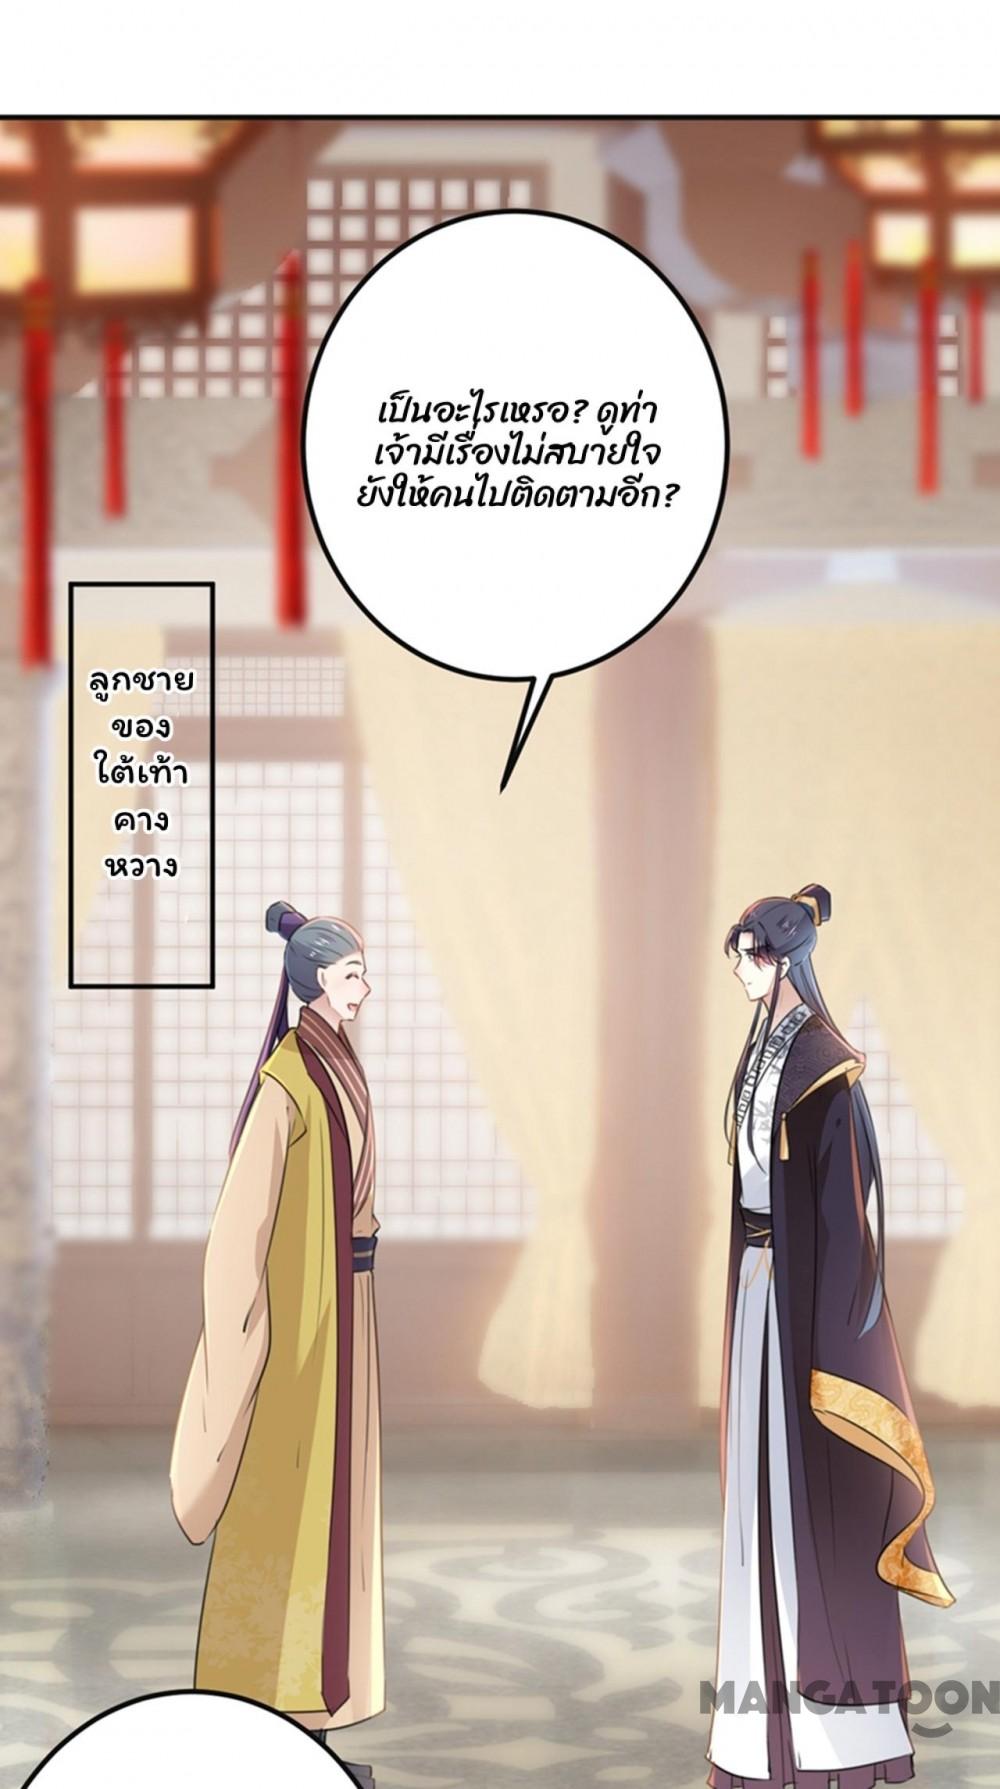 เป็นอะไรเหรอ? ดูท่า
เจ้ามีเรื่องไม่สบายใจ
ยังให้คนไปติดตามอีก?
ลูกชาย
ของ
ใต้เท้า
คาง
หวาง
MANGATOON